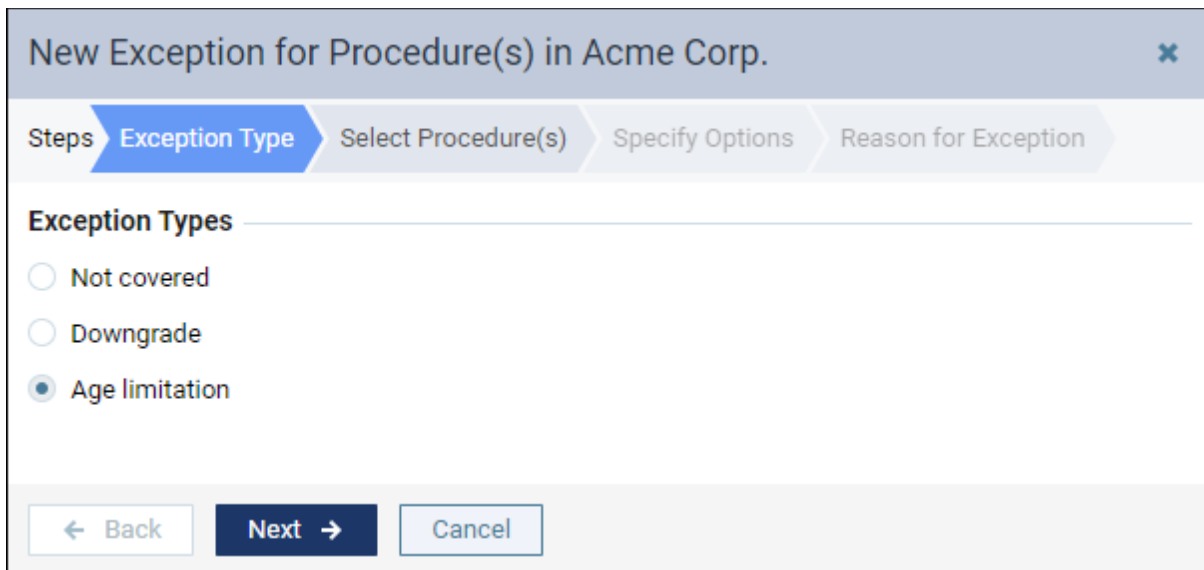 New Exception for Procedure(s) in Acme Corp.
Steps Exception Type Select Procedure(s) Specify Options Reason for Exception
Exception Types
Not covered
Downgrade
Age limitation
Back Next Cancel